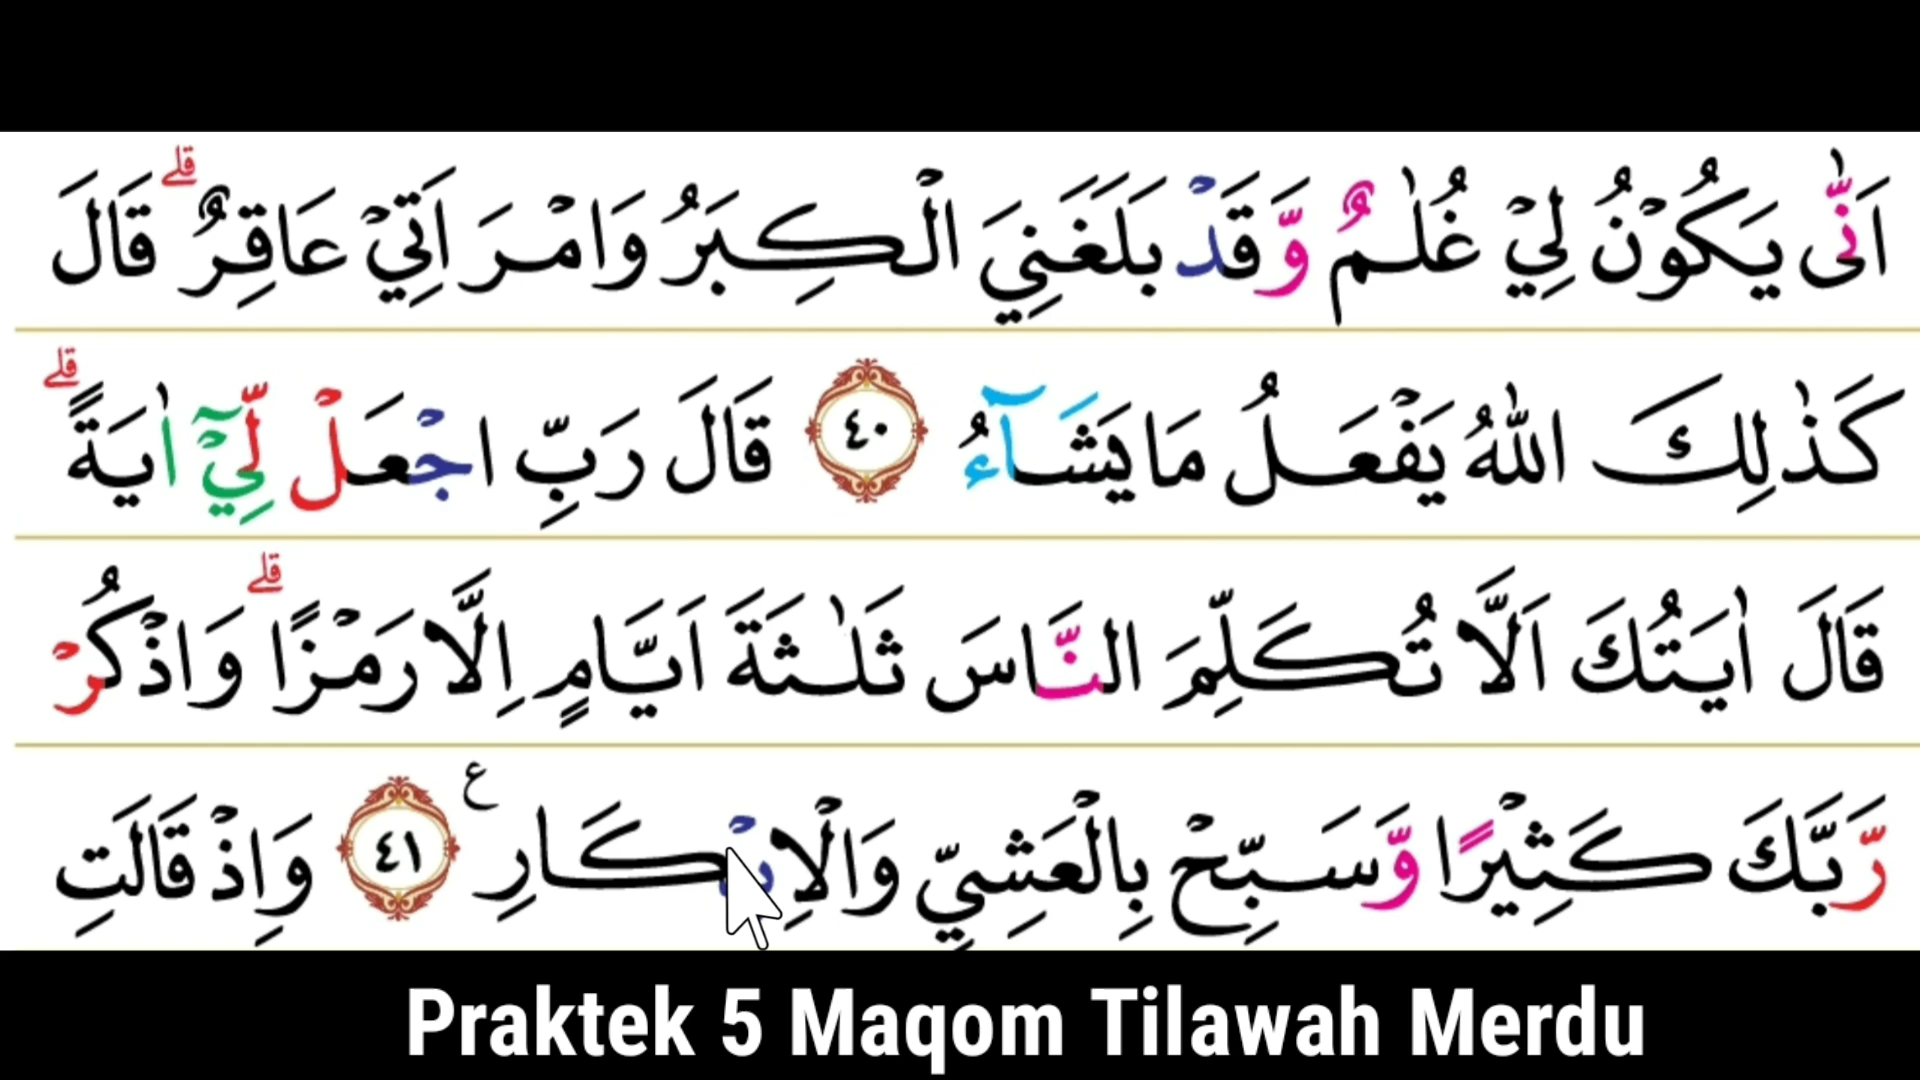 اَنّٰى يَكُوْنُ لِيْ غُلٰمٌ وَّقَدْ بَلَغَنِيَ الْكِبَرُ وَامْرَاَتِيْ عَاقِرٌ ۗ قَالَ
كَذٰلِكَ اللّٰهُ يَفْعَلُ مَا يَشَاۤءُ ٤٠ قَالَ رَبِّ اجْعَلْ لِّيْٓ اٰيَةً ۗ
قَالَ اٰيَتُكَ اَلَّا تُكَلِّمَ النَّاسَ ثَلٰثَةَ اَيَّامٍ اِلَّا رَمْزًا ۗ وَاذْكُرْ
رَّبَّكَ كَثِيْرًا وَّسَبِّحْ بِالْعَشِيِّ وَالْاِبْكَارِ ع ٤١ وَاِذْ قَالَتِ
Praktek 5 Maqom Tilawah Merdu